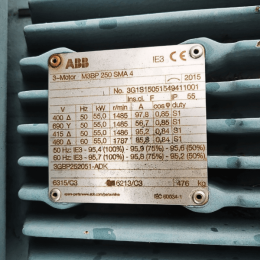 ABB IE3
3-Motor M3BP 250 SMA 4 2015
No. 3G1S15051549411001
Ins.cl. F IP 55
V Hz kW r/min A cosφ duty
400 Δ 50 55,0 1485 97,8 0.85 S1
690 Y 50 55,0 1485 56,7 0.85 S1
415 Δ 50 55,0 1486 95,2 0.84 S1
460 Δ 60 55,0 1787 85.8 0.84 S1
50 Hz: IE3 - 95,4(100%) - 95,9 (75%) - 95,6 (50%)
60 Hz: IE3 - 95,7 (100%) - 95,8 (75%) - 95,2 (50%)
3GBP252051-ADK
6315/C3 6213/C3 476 kg
IEC 60034-1